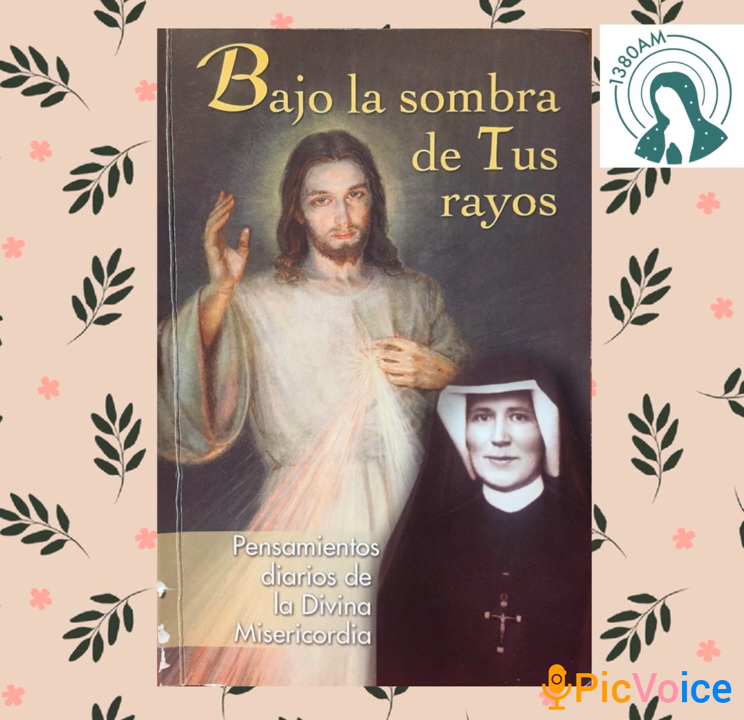 1380AM
Bajo la sombra
de Tus
rayos
Pensamientos
diarios de
la Divina
Misericordia
PicVoice